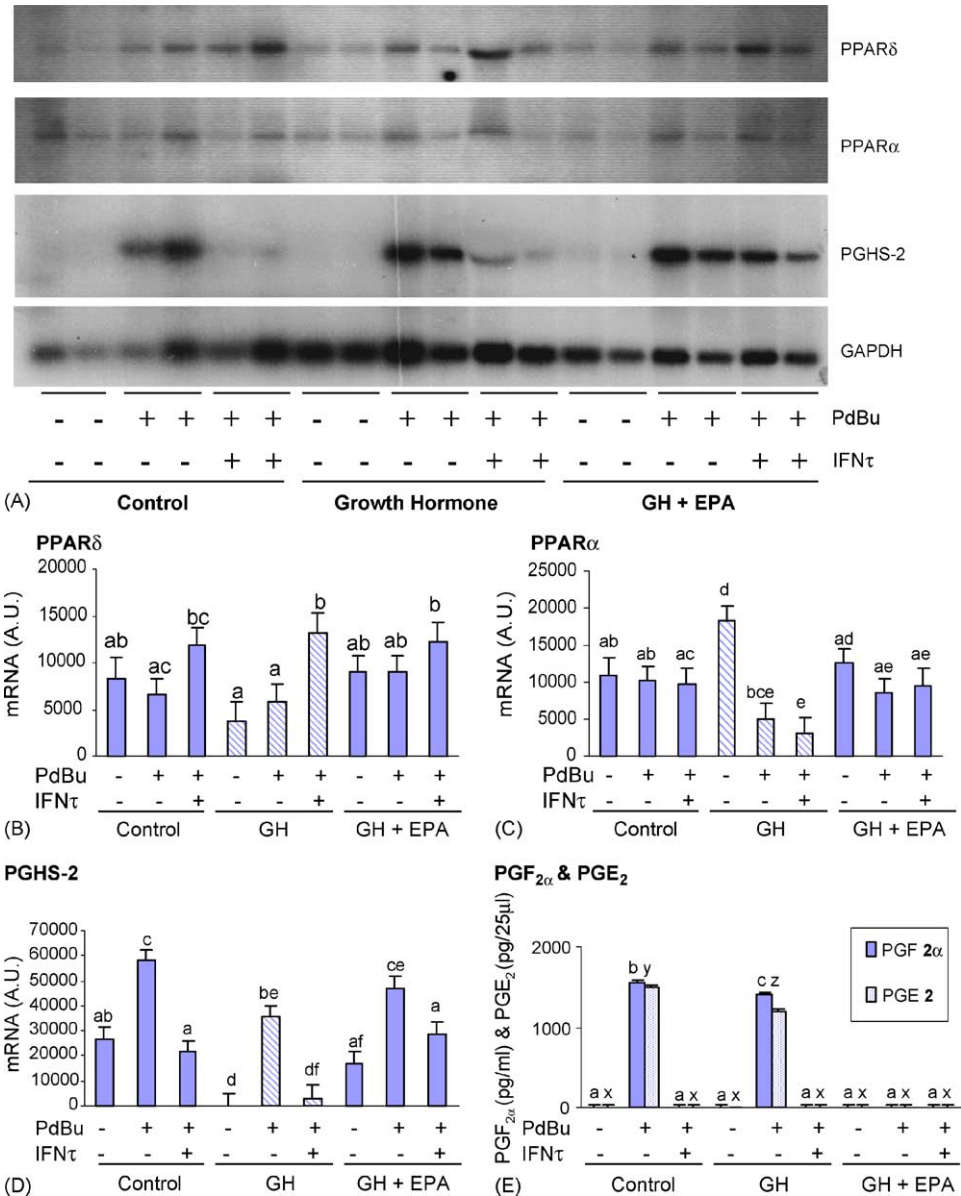 PPARδ
PPARα
PGHS-2
GAPDH
- - + + + + - - + + + + - - + + + + PdBu
- - - - + + - - - - + + - - - - + + IFNτ
(A) Control Growth Hormone GH + EPA
PPARδ
mRNA (A.U.)
20000
15000
10000
5000
0
ab ac bc a a b ab ab b
PdBu - + + - + + - + +
IFNτ - - + - - + - - +
(B) Control GH GH + EPA
PPARα
mRNA (A.U.)
25000
20000
15000
10000
5000
0
ab ab ac d bce e ad ae ae
PdBu - + + - + + - + +
IFNτ - - + - - + - - +
(C) Control GH GH + EPA
PGHS-2
mRNA (A.U.)
70000
60000
50000
40000
30000
20000
10000
0
ab c a d be df af ce a
PdBu - + + - + + - + +
IFNτ - - + - - + - - +
(D) Control GH GH + EPA
PGF2α & PGE2
PGF2α (pg/ml) & PGE2 (pg/25µl)
2000
1000
0
PGF 2α
PGE 2
a x b y a x a x c z a x a x a x a x
PdBu - + + - + + - + +
IFNτ - - + - - + - - +
(E) Control GH GH + EPA